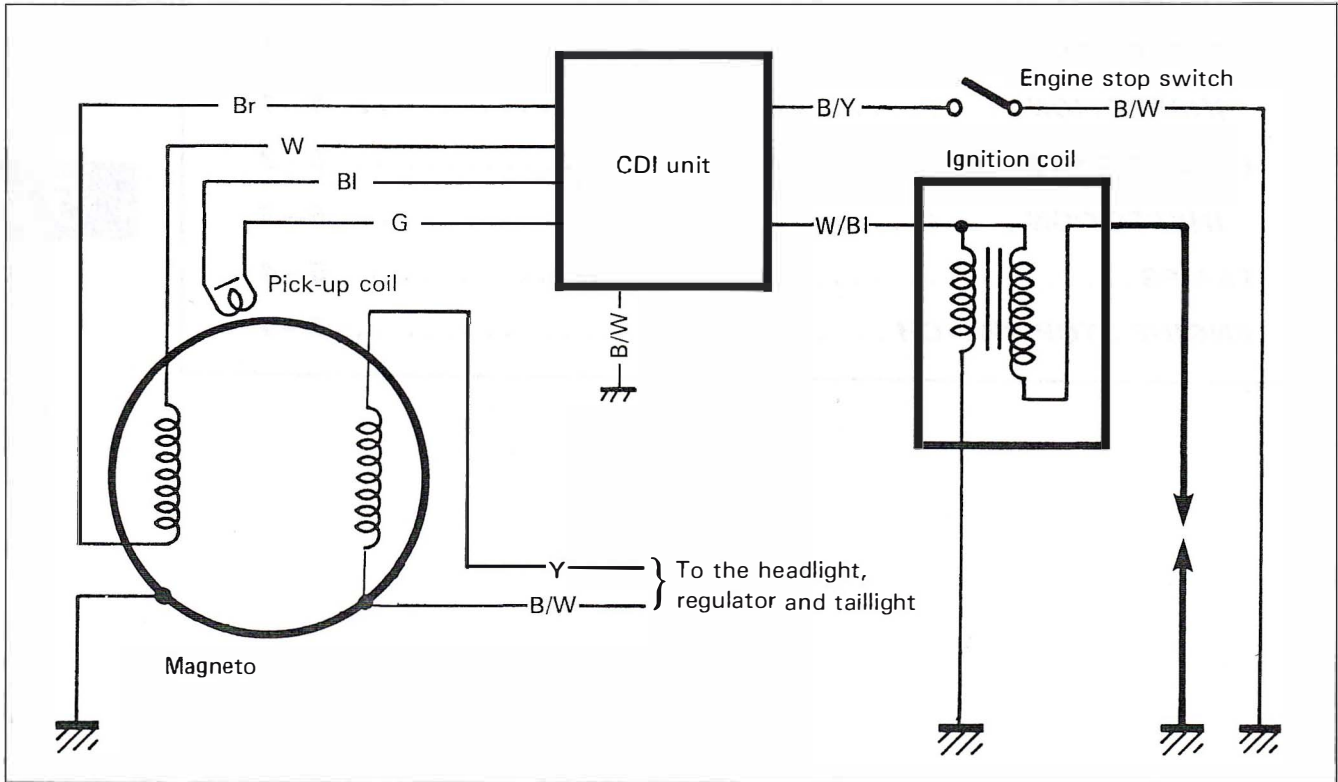 Br
W
Bl
G
Pick-up coil
CDI unit
B/Y
Engine stop switch
B/W
Ignition coil
W/Bl
B/W
Y
B/W
To the headlight,
regulator and taillight
Magneto